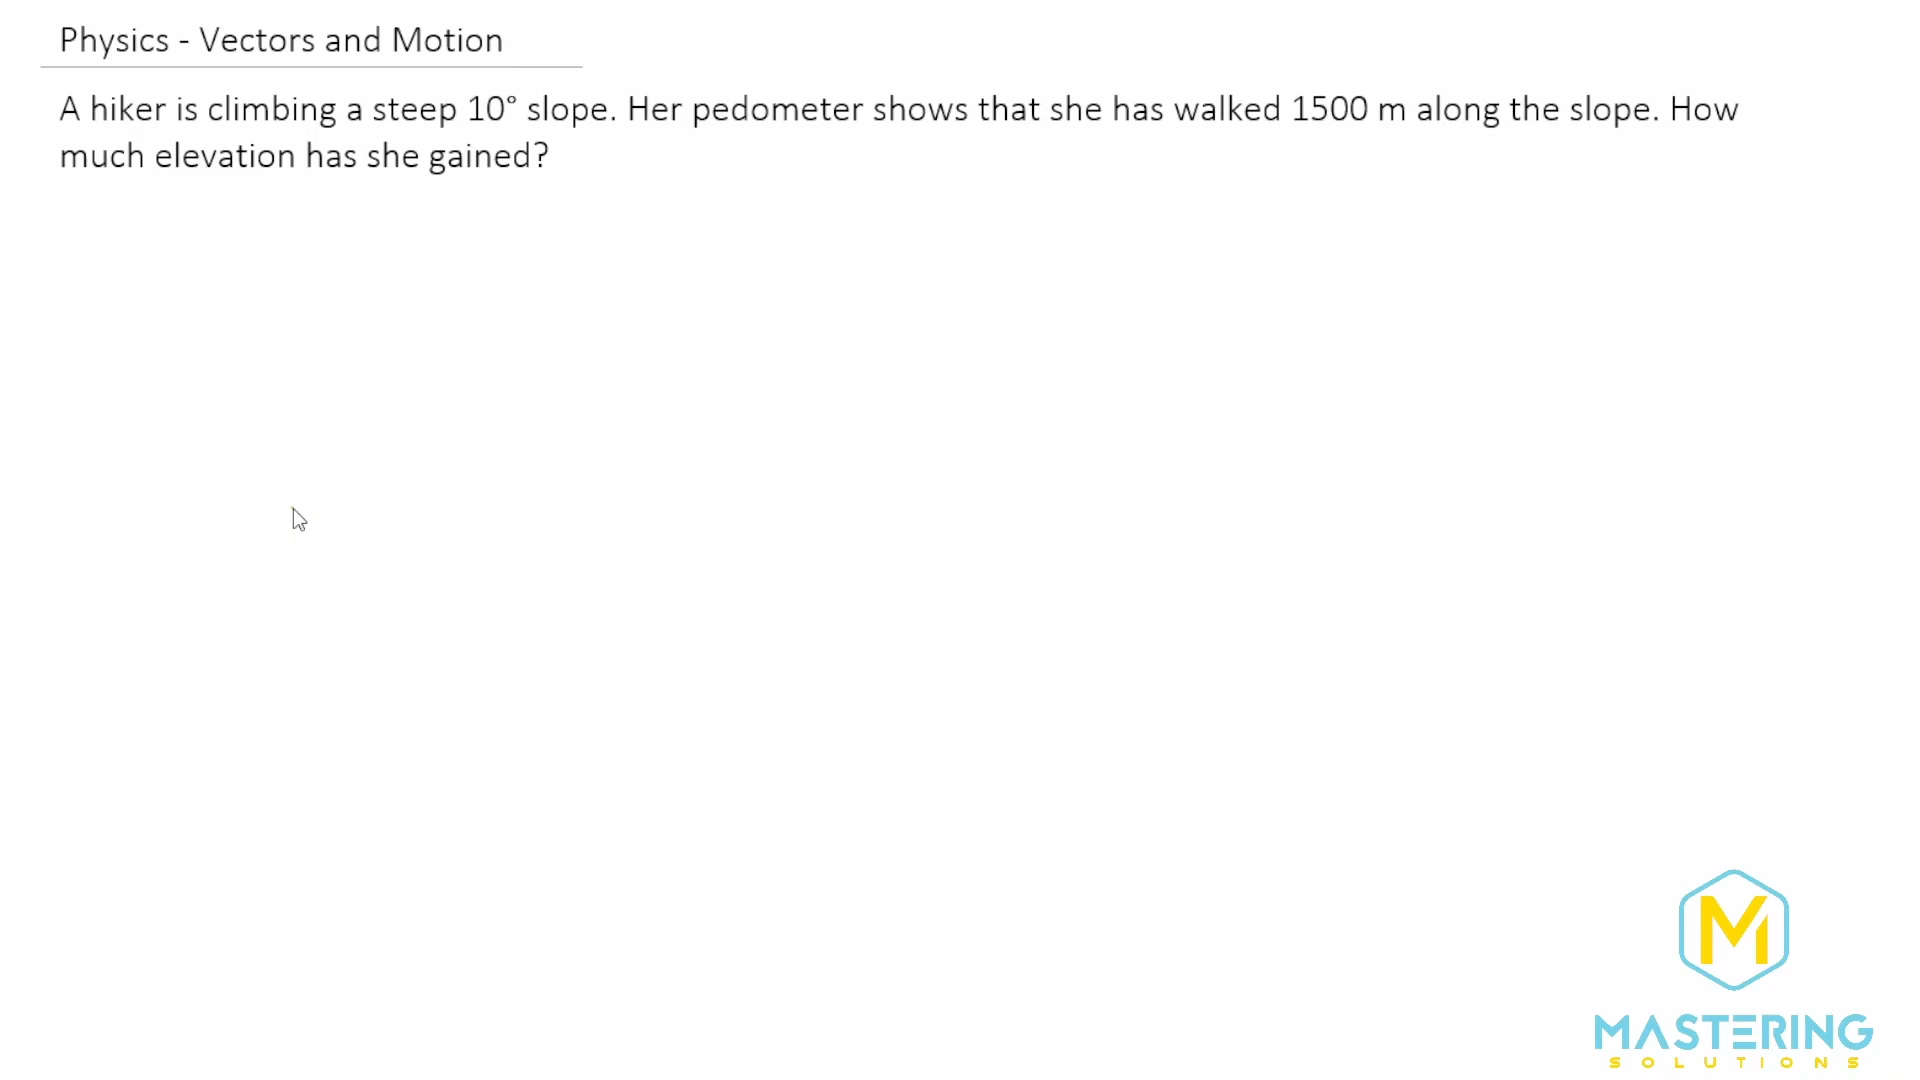 Physics - Vectors and Motion
A hiker is climbing a steep 10° slope. Her pedometer shows that she has walked 1500 m along the slope. How
much elevation has she gained?
M
MASTERING
SOLUTIONS